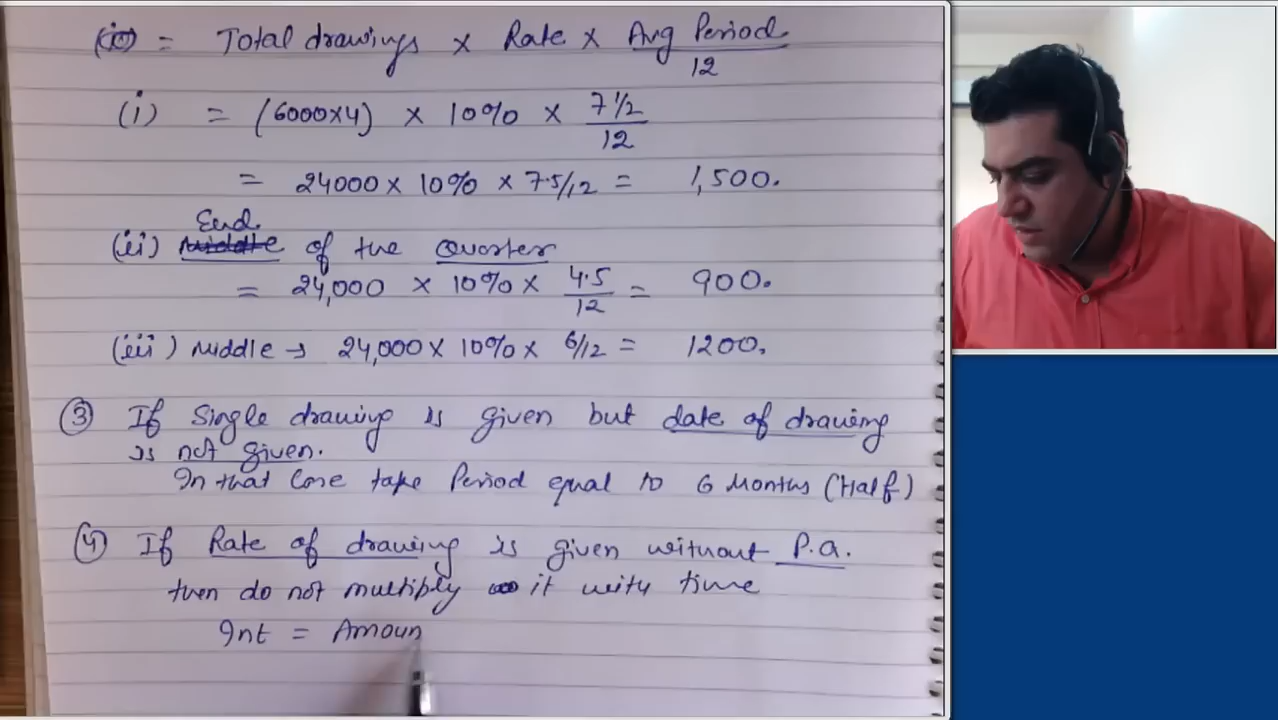 = Total drawings × Rate × Avg Period / 12
(i) = (6000×4) × 10% × 7 1/2 / 12
= 24000 × 10% × 7.5/12 = 1,500.
End
(ii) Middle of the Quarter
= 24,000 × 10% × 4.5/12 = 900.
(iii) Middle → 24,000 × 10% × 6/12 = 1200.
③ If Single drawing is given but date of drawing
is not given.
In that Case take Period equal to 6 Months (Half)
④ If Rate of drawing is given without P.a.
then do not multiply it with time
Int = Amoun